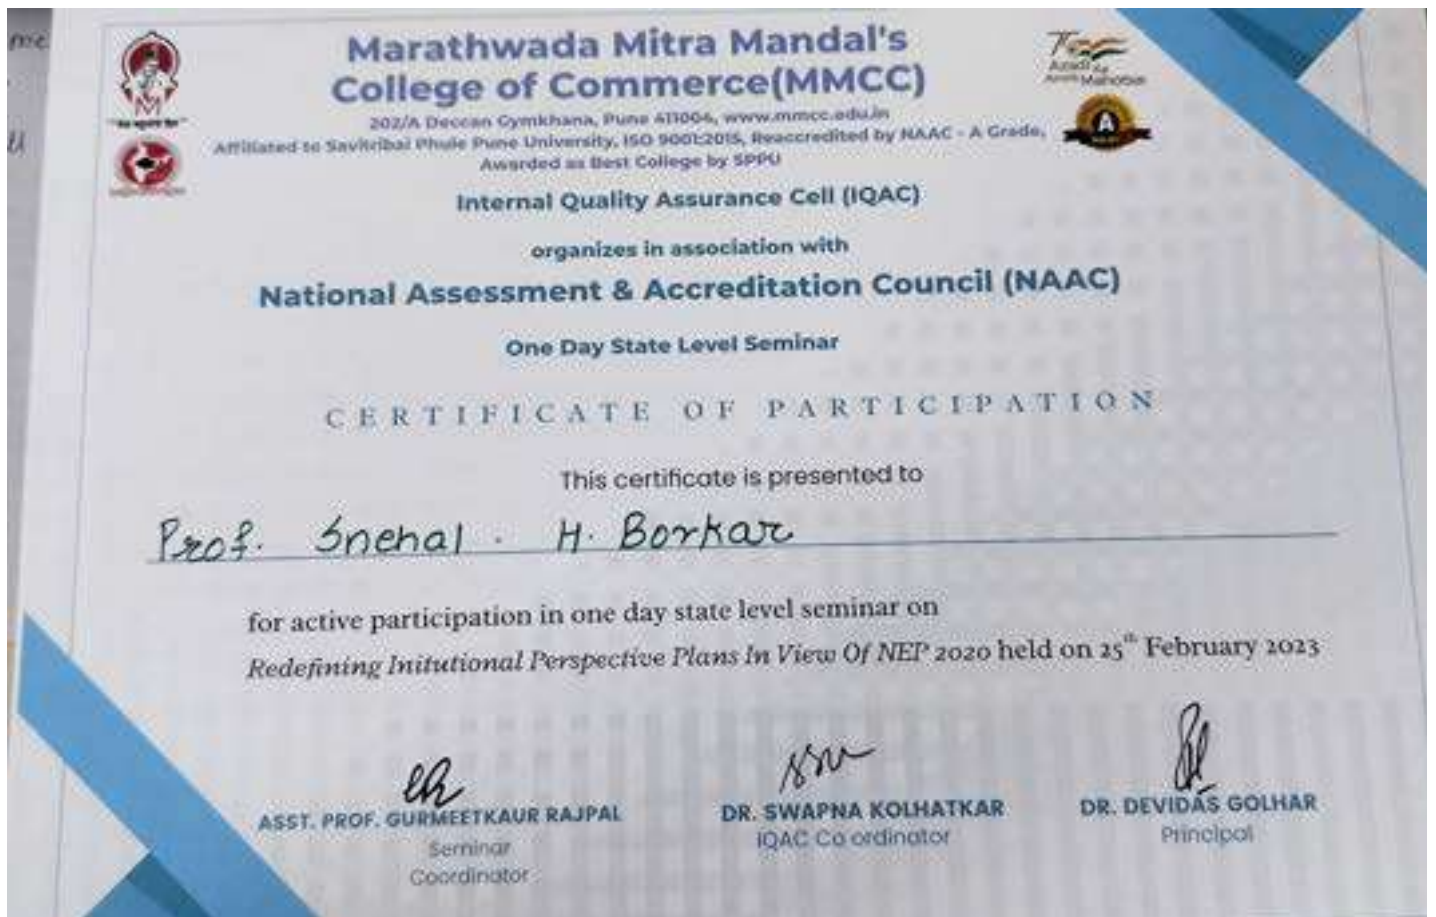 Marathwada Mitra Mandal's
College of Commerce(MMCC)
202/A Deccan Gymkhana, Pune 411004, www.mmcc.edu.in
Affiliated to Savitribai Phule Pune University, ISO 9001:2015, Reaccredited by NAAC - A Grade,
Awarded as Best College by SPPU
Azadi Ka
Amrit Mahotsav
A
Internal Quality Assurance Cell (IQAC)
organizes in association with
National Assessment & Accreditation Council (NAAC)
One Day State Level Seminar
CERTIFICATE OF PARTICIPATION
This certificate is presented to
Prof. Snehal. H. Borkar
for active participation in one day state level seminar on
Redefining Initutional Perspective Plans In View Of NEP 2020 held on 25th February 2023
ASST. PROF. GURMEETKAUR RAJPAL
Seminar
Coordinator
DR. SWAPNA KOLHATKAR
IQAC Co ordinator
DR. DEVIDAS GOLHAR
Principal